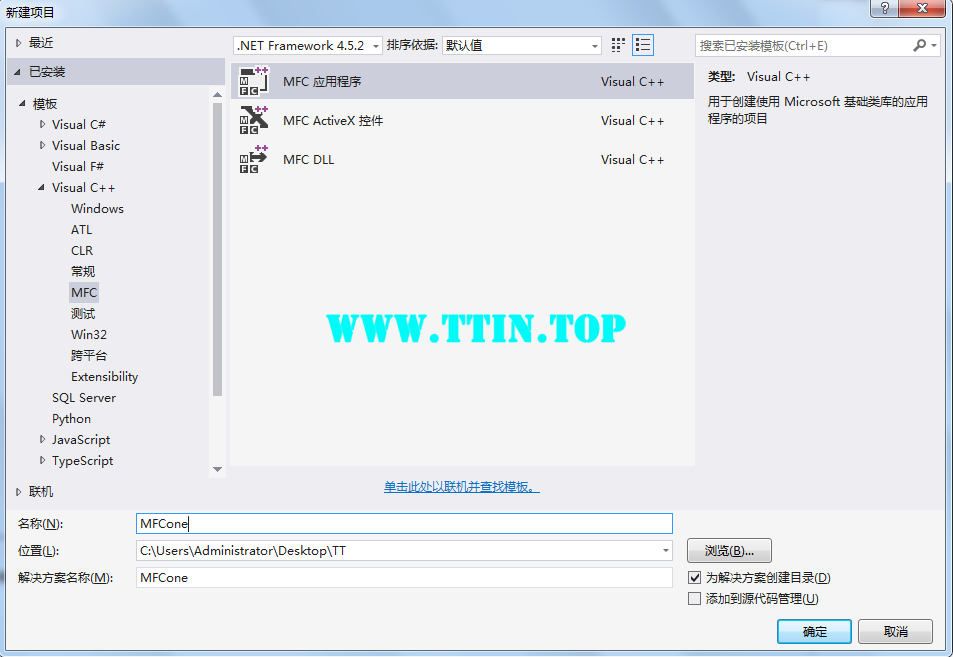 新建项目
最近
.NET Framework 4.5.2
排序依据:
默认值
搜索已安装模板(Ctrl+E)
已安装
模板
Visual C#
Visual Basic
Visual F#
Visual C++
Windows
ATL
CLR
常规
MFC
测试
Win32
跨平台
Extensibility
SQL Server
Python
JavaScript
TypeScript
联机
MFC 应用程序 Visual C++
MFC ActiveX 控件 Visual C++
MFC DLL Visual C++
类型: Visual C++
用于创建使用 Microsoft 基础类库的应用
程序的项目
WWW.TTIN.TOP
单击此处以联机并查找模板。
名称(N): MFCone
位置(L): C:\Users\Administrator\Desktop\TT
浏览(B)...
解决方案名称(M): MFCone
为解决方案创建目录(D)
添加到源代码管理(U)
确定
取消